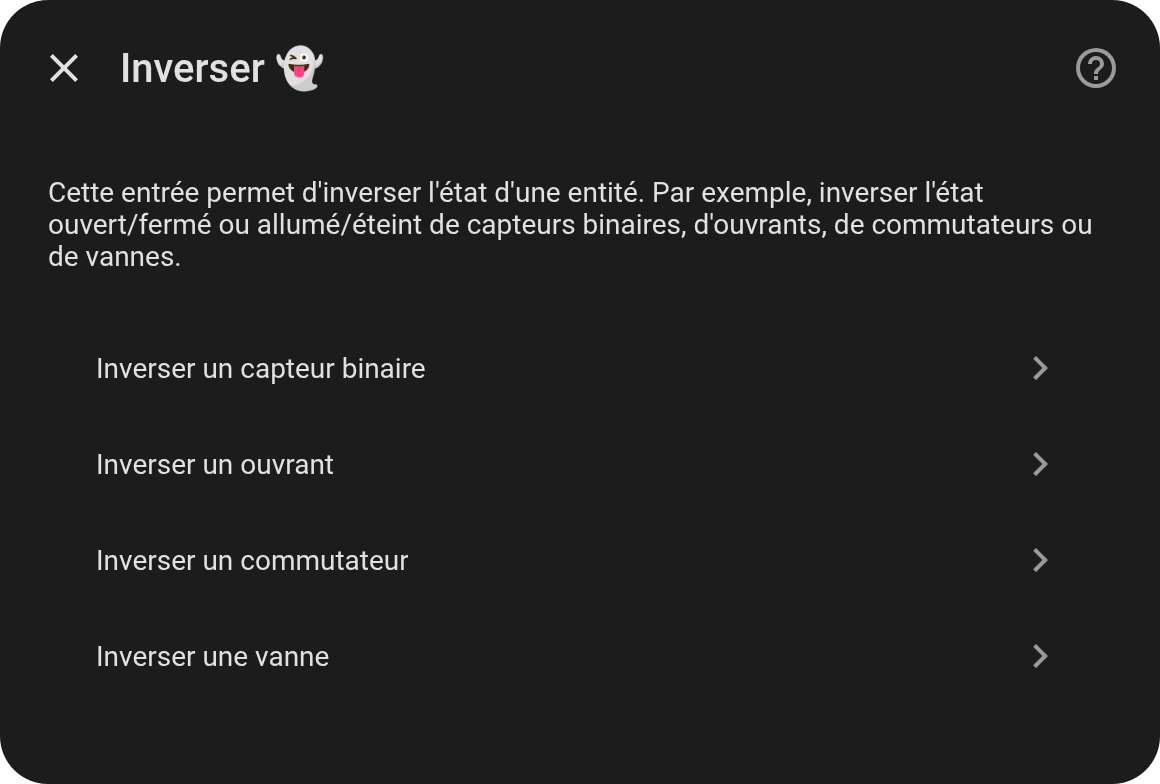 Inverser 👻
Cette entrée permet d'inverser l'état d'une entité. Par exemple, inverser l'état
ouvert/fermé ou allumé/éteint de capteurs binaires, d'ouvrants, de commutateurs ou
de vannes.
Inverser un capteur binaire
Inverser un ouvrant
Inverser un commutateur
Inverser une vanne